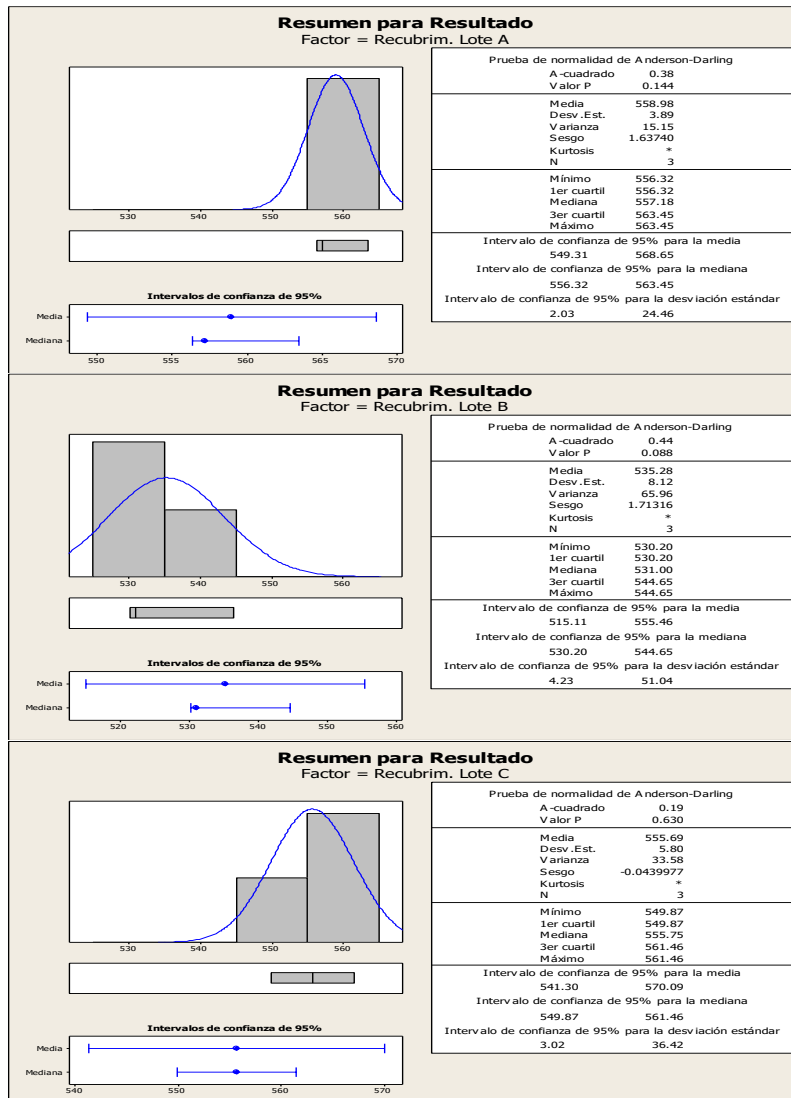 Resumen para Resultado
Factor = Recubrim. Lote A
530 540 550 560
Intervalos de confianza de 95%
Media
Mediana
550 555 560 565 570
Prueba de normalidad de Anderson-Darling
A-cuadrado 0.38
Valor P 0.144
Media 558.98
Desv.Est. 3.89
Varianza 15.15
Sesgo 1.63740
Kurtosis *
N 3
Mínimo 556.32
1er cuartil 556.32
Mediana 557.18
3er cuartil 563.45
Máximo 563.45
Intervalo de confianza de 95% para la media
549.31 568.65
Intervalo de confianza de 95% para la mediana
556.32 563.45
Intervalo de confianza de 95% para la desviación estándar
2.03 24.46
Resumen para Resultado
Factor = Recubrim. Lote B
530 540 550 560
Intervalos de confianza de 95%
Media
Mediana
520 530 540 550 560
Prueba de normalidad de Anderson-Darling
A-cuadrado 0.44
Valor P 0.088
Media 535.28
Desv.Est. 8.12
Varianza 65.96
Sesgo 1.71316
Kurtosis *
N 3
Mínimo 530.20
1er cuartil 530.20
Mediana 531.00
3er cuartil 544.65
Máximo 544.65
Intervalo de confianza de 95% para la media
515.11 555.46
Intervalo de confianza de 95% para la mediana
530.20 544.65
Intervalo de confianza de 95% para la desviación estándar
4.23 51.04
Resumen para Resultado
Factor = Recubrim. Lote C
530 540 550 560
Intervalos de confianza de 95%
Media
Mediana
540 550 560 570
Prueba de normalidad de Anderson-Darling
A-cuadrado 0.19
Valor P 0.630
Media 555.69
Desv.Est. 5.80
Varianza 33.58
Sesgo -0.0439977
Kurtosis *
N 3
Mínimo 549.87
1er cuartil 549.87
Mediana 555.75
3er cuartil 561.46
Máximo 561.46
Intervalo de confianza de 95% para la media
541.30 570.09
Intervalo de confianza de 95% para la mediana
549.87 561.46
Intervalo de confianza de 95% para la desviación estándar
3.02 36.42